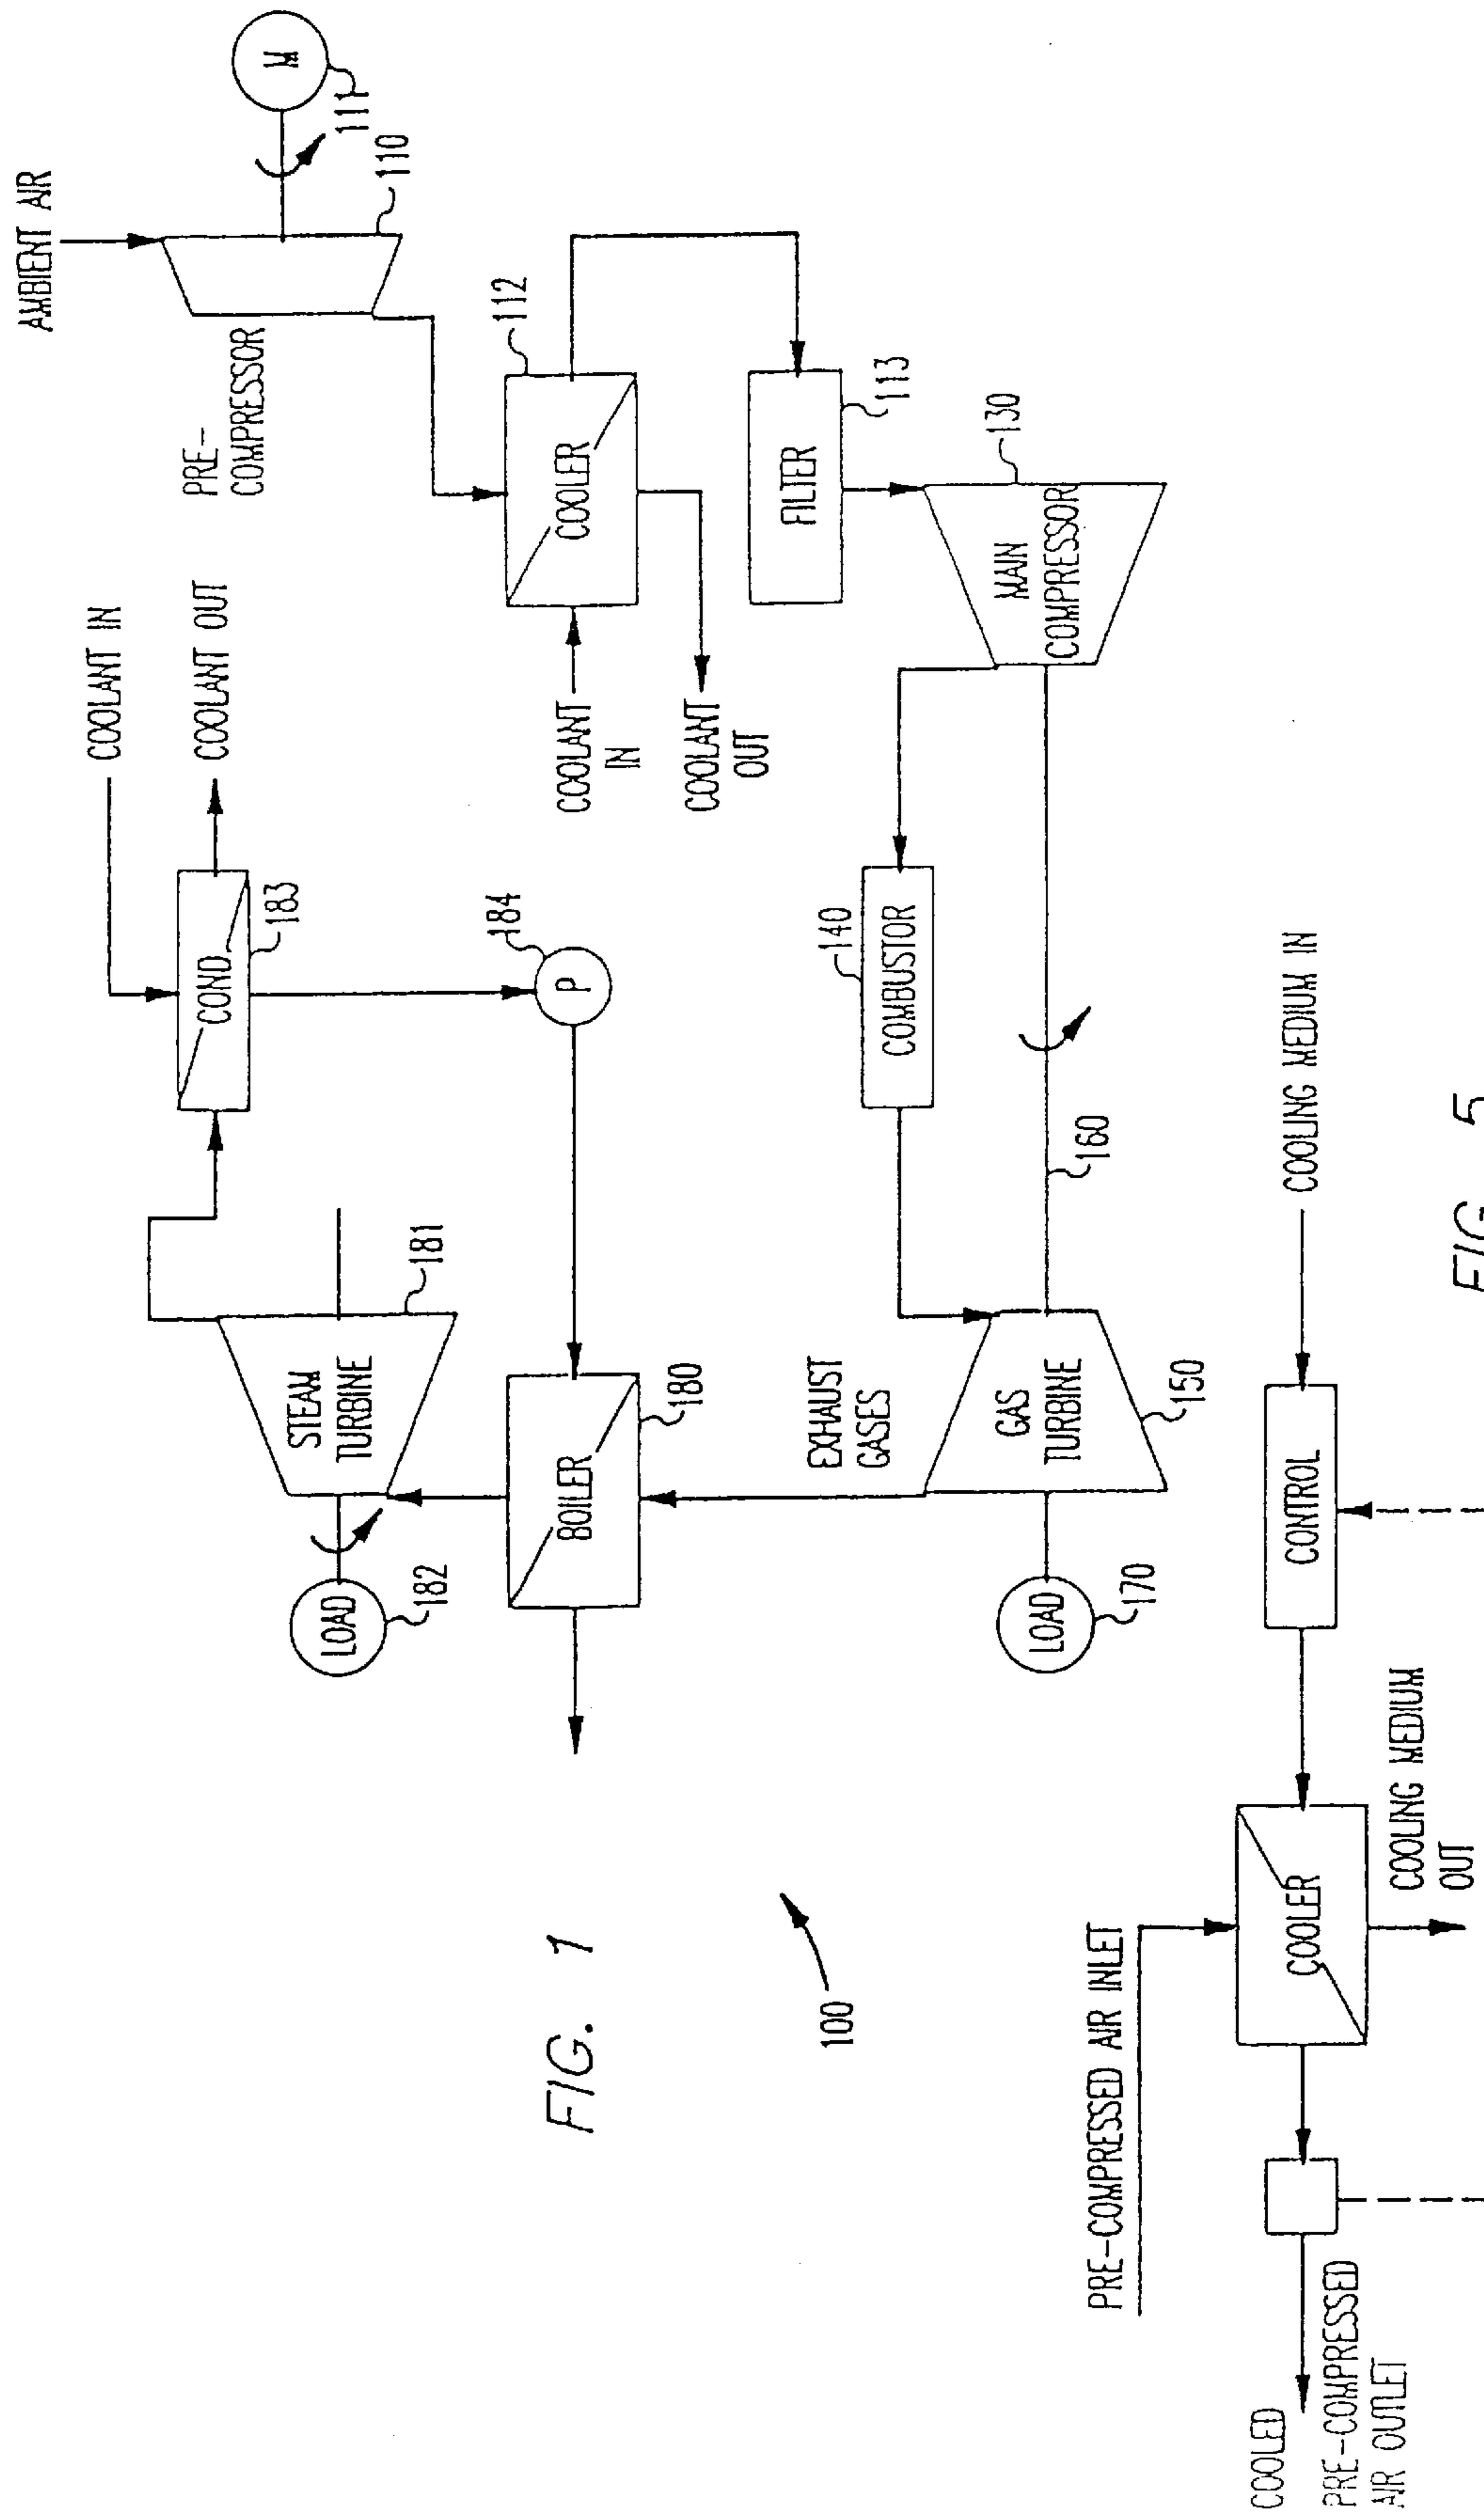 AMBIENT AIR
M
111
110
PRE-
COMPRESSOR
112
COOLER
COOLANT
IN
COOLANT
OUT
FILTER
113
130
MAIN
COMPRESSOR
COOLANT IN
COOLANT OUT
COND
183
184
P
140
COMBUSTOR
160
STEAM
TURBINE
181
LOAD
182
BOILER
180
EXHAUST
GASES
GAS
TURBINE
150
LOAD
170
FIG. 1
100
COOLING MEDIUM IN
CONTROL
COOLING MEDIUM
OUT
COOLER
PRE-COMPRESSED AIR INLET
COOLED
PRE-COMPRESSED
AIR OUTLET
FIG. 5